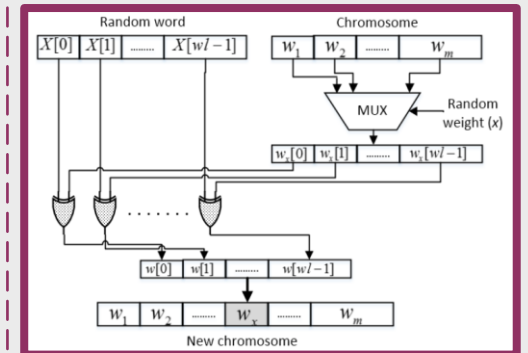 Random word
X[0] X[1] ......... X[wl-1]
Chromosome
w₁ w₂ ......... wₘ
MUX
Random
weight (x)
wₓ[0] wₓ[1] ......... wₓ[wl-1]
.......
w[0] w[1] ......... w[wl-1]
w₁ w₂ ......... wₓ ......... wₘ
New chromosome